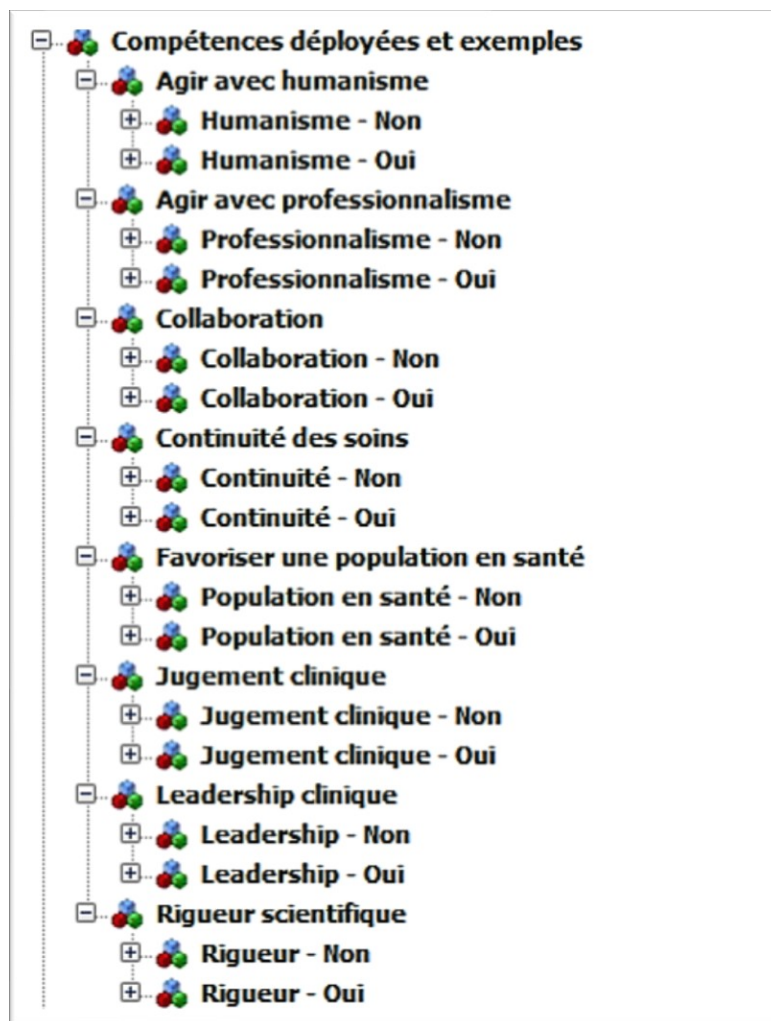 Compétences déployées et exemples
Agir avec humanisme
Humanisme - Non
Humanisme - Oui
Agir avec professionnalisme
Professionnalisme - Non
Professionnalisme - Oui
Collaboration
Collaboration - Non
Collaboration - Oui
Continuité des soins
Continuité - Non
Continuité - Oui
Favoriser une population en santé
Population en santé - Non
Population en santé - Oui
Jugement clinique
Jugement clinique - Non
Jugement clinique - Oui
Leadership clinique
Leadership - Non
Leadership - Oui
Rigueur scientifique
Rigueur - Non
Rigueur - Oui